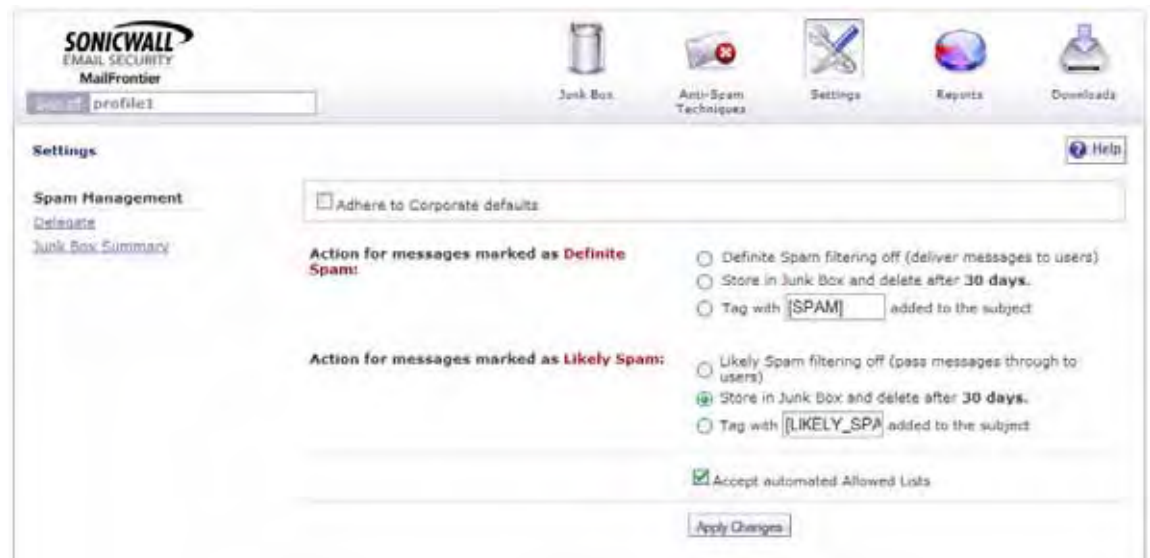 SONICWALL
EMAIL SECURITY
MailFrontier
profile1
Junk Box
Anti-Spam
Techniques
Settings
Reports
Downloads
Settings
Help
Spam Management
Delegate
Junk Box Summary
Adhere to Corporate defaults
Action for messages marked as Definite
Spam:
Definite Spam filtering off (deliver messages to users)
Store in Junk Box and delete after 30 days.
Tag with [SPAM] added to the subject
Action for messages marked as Likely Spam:
Likely Spam filtering off (pass messages through to
users)
Store in Junk Box and delete after 30 days.
Tag with [LIKELY_SPA added to the subject
Accept automated Allowed Lists
Apply Changes